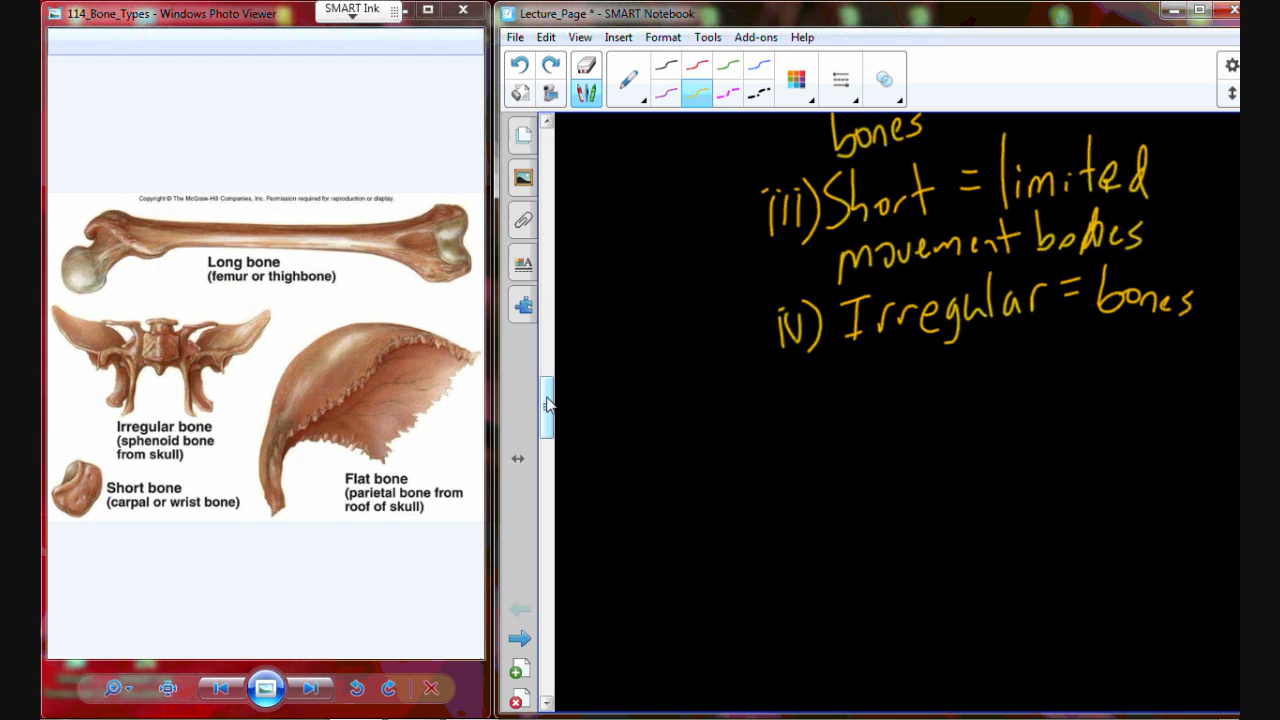 114_Bone_Types - Windows Photo Viewer
SMART Ink
Copyright © The McGraw-Hill Companies, Inc. Permission required for reproduction or display.
Long bone
(femur or thighbone)
Irregular bone
(sphenoid bone
from skull)
Short bone
(carpal or wrist bone)
Flat bone
(parietal bone from
roof of skull)
Lecture_Page * - SMART Notebook
File Edit View Insert Format Tools Add-ons Help
bones
iii) Short = limited
movement bones
iv) Irregular = bones